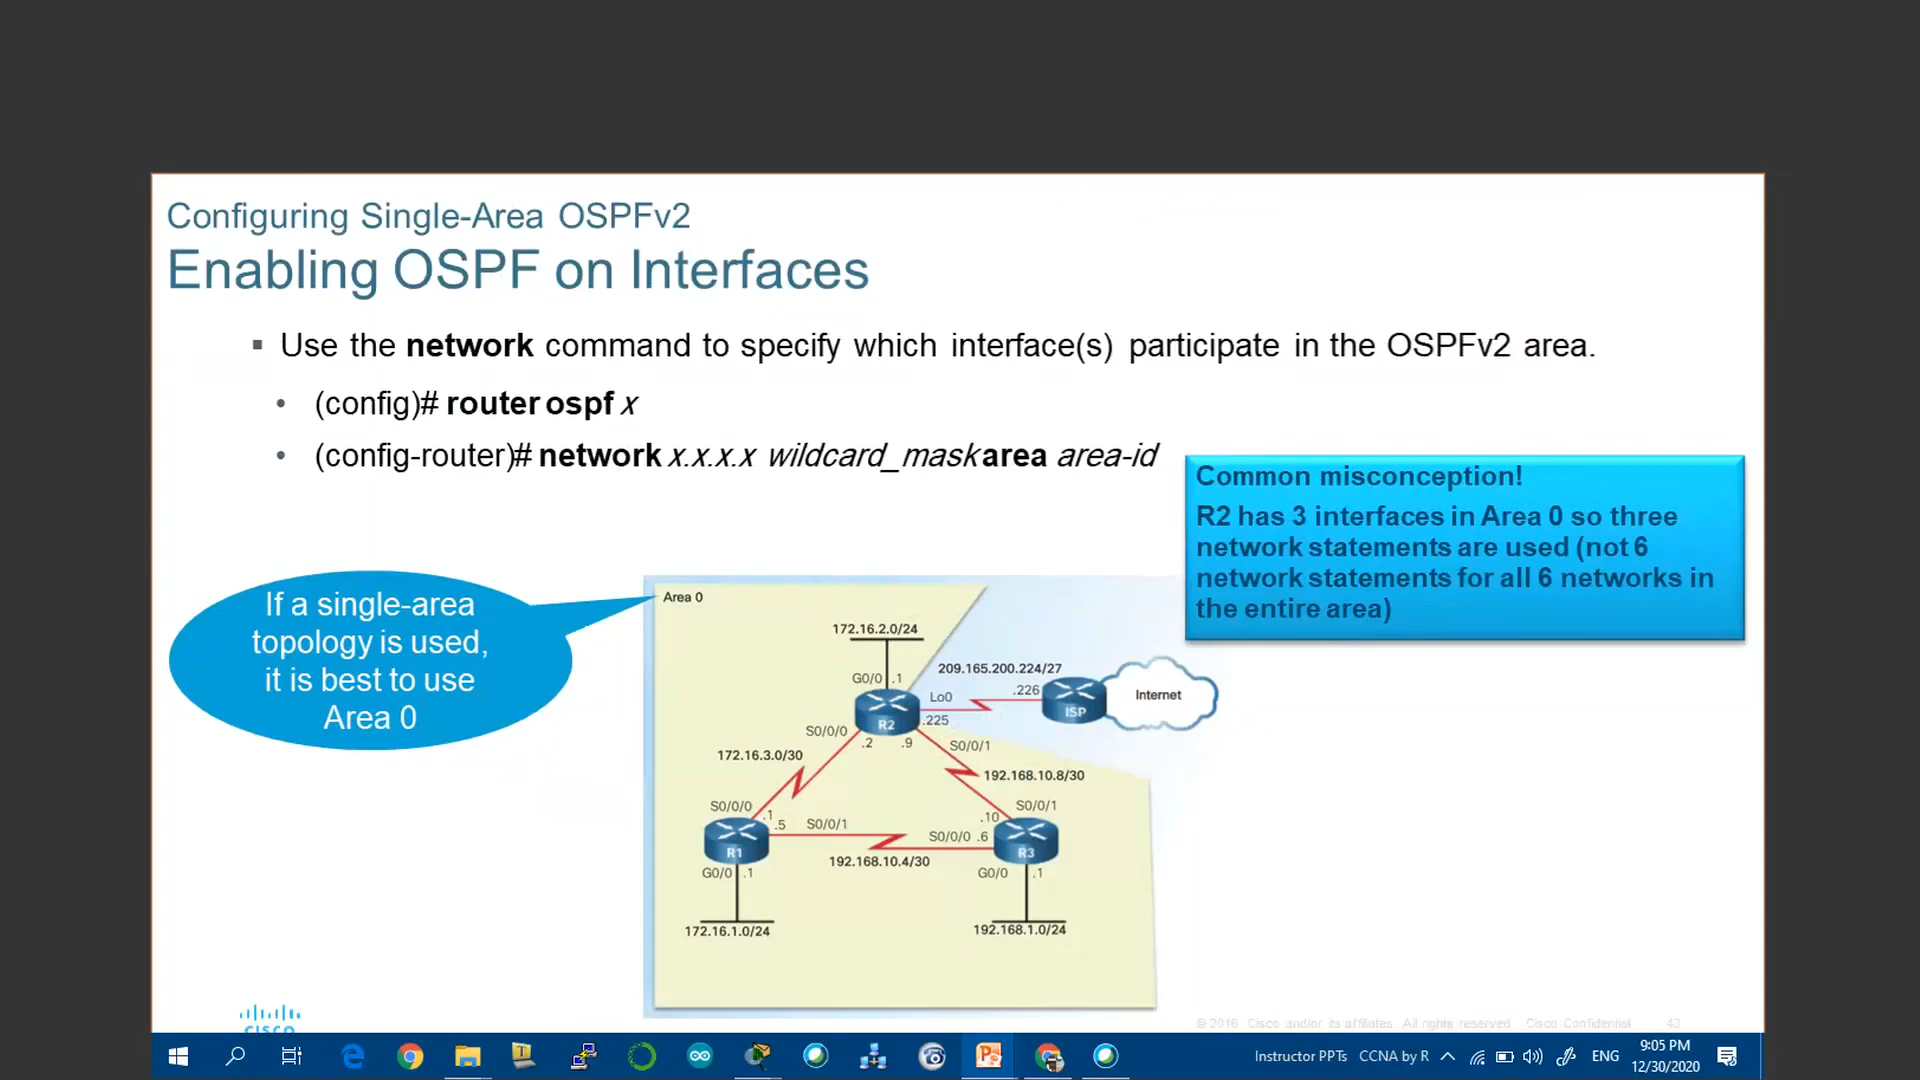 Configuring Single-Area OSPFv2
Enabling OSPF on Interfaces
▪ Use the network command to specify which interface(s) participate in the OSPFv2 area.
• (config)# router ospf x
• (config-router)# network x.x.x.x wildcard_mask area area-id
Common misconception!
R2 has 3 interfaces in Area 0 so three
network statements are used (not 6
network statements for all 6 networks in
the entire area)
If a single-area
topology is used,
it is best to use
Area 0
Area 0
172.16.2.0/24
G0/0 .1
209.165.200.224/27
Lo0
.226
ISP
Internet
R2
.225
S0/0/0
.2
.9
S0/0/1
172.16.3.0/30
192.168.10.8/30
S0/0/0
.1
.5
S0/0/1
S0/0/1
.10
S0/0/0 .6
R1
R3
192.168.10.4/30
G0/0 .1
G0/0 .1
172.16.1.0/24
192.168.1.0/24
CISCO
© 2016 Cisco and/or its affiliates. All rights reserved. Cisco Confidential 43
Instructor PPTs CCNA by R
ENG
9:05 PM
12/30/2020